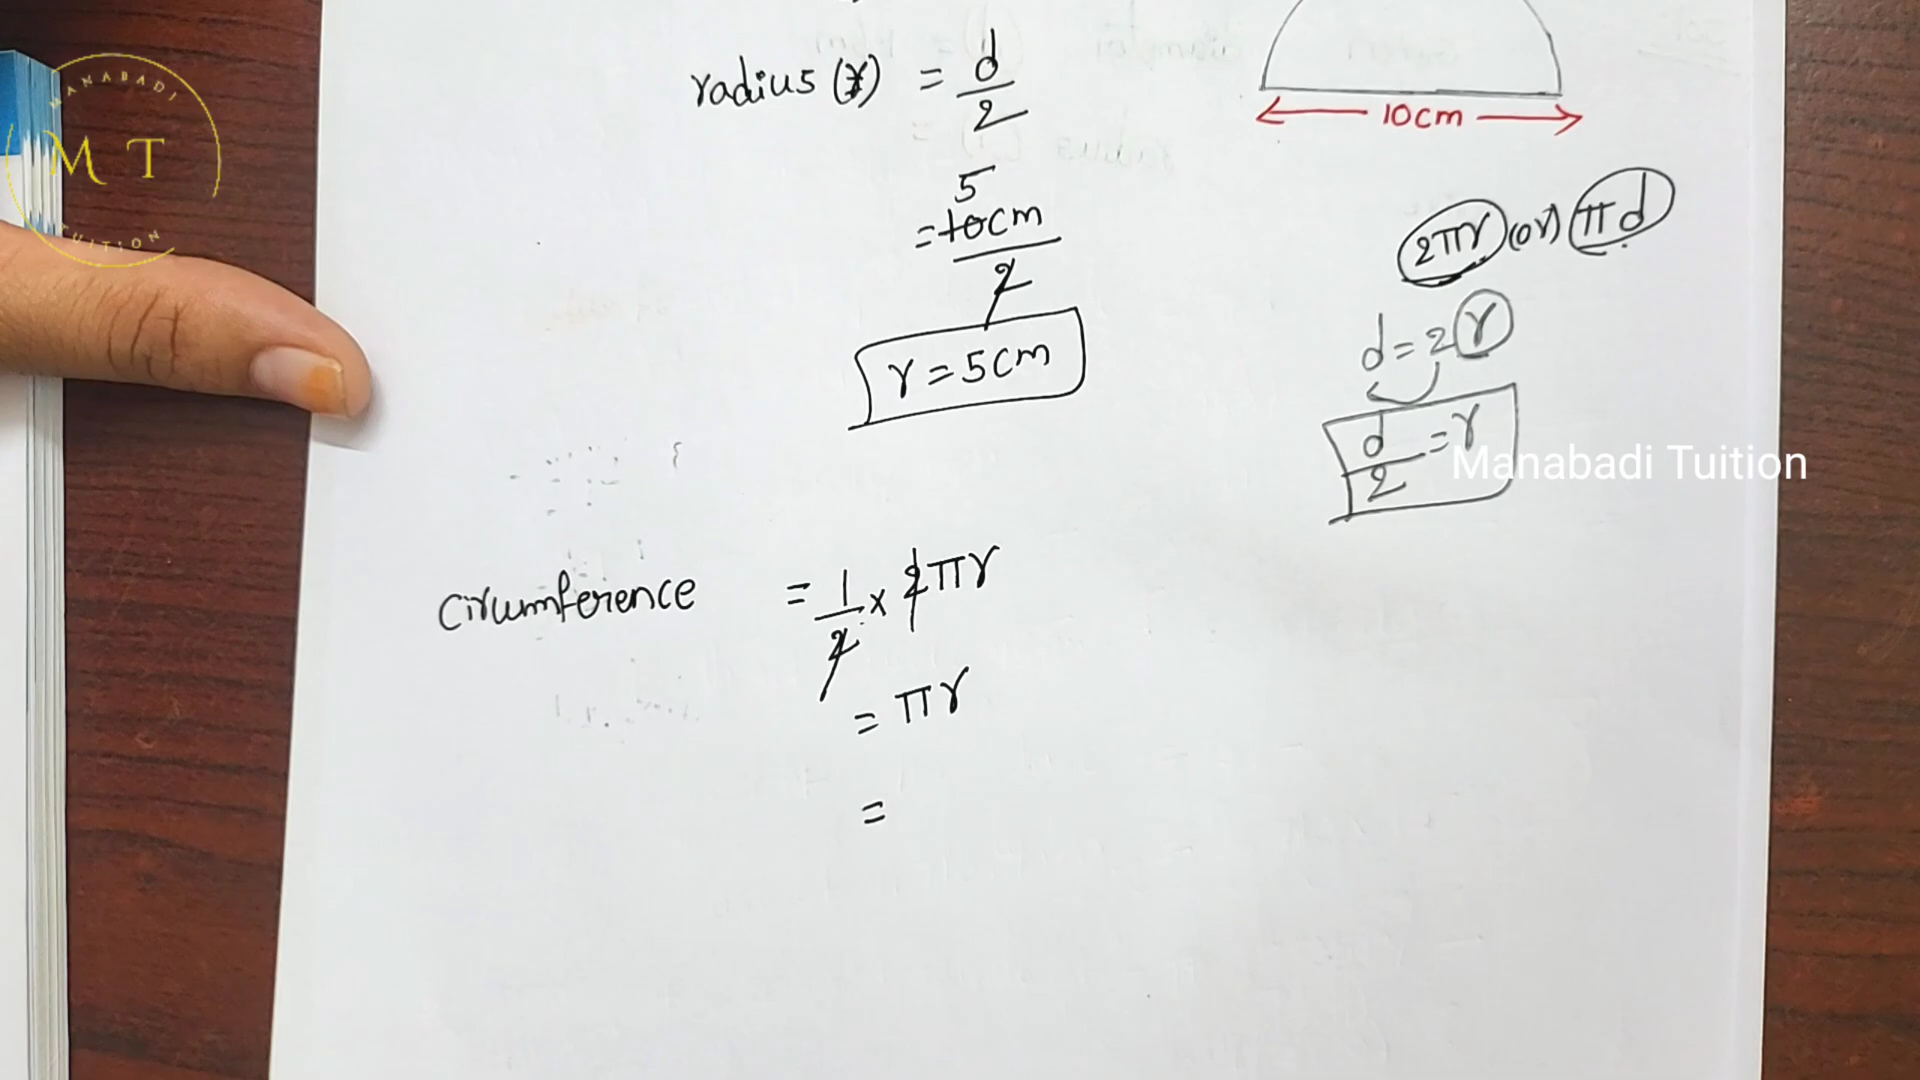 radius (r) = d/2
10cm
= 10cm/2 5
r = 5cm
2πr (or) πd
d = 2r
d/2 = r
circumference = 1/2 × 2πr
= πr
=
MANABADI
M T
TUITION
Manabadi Tuition